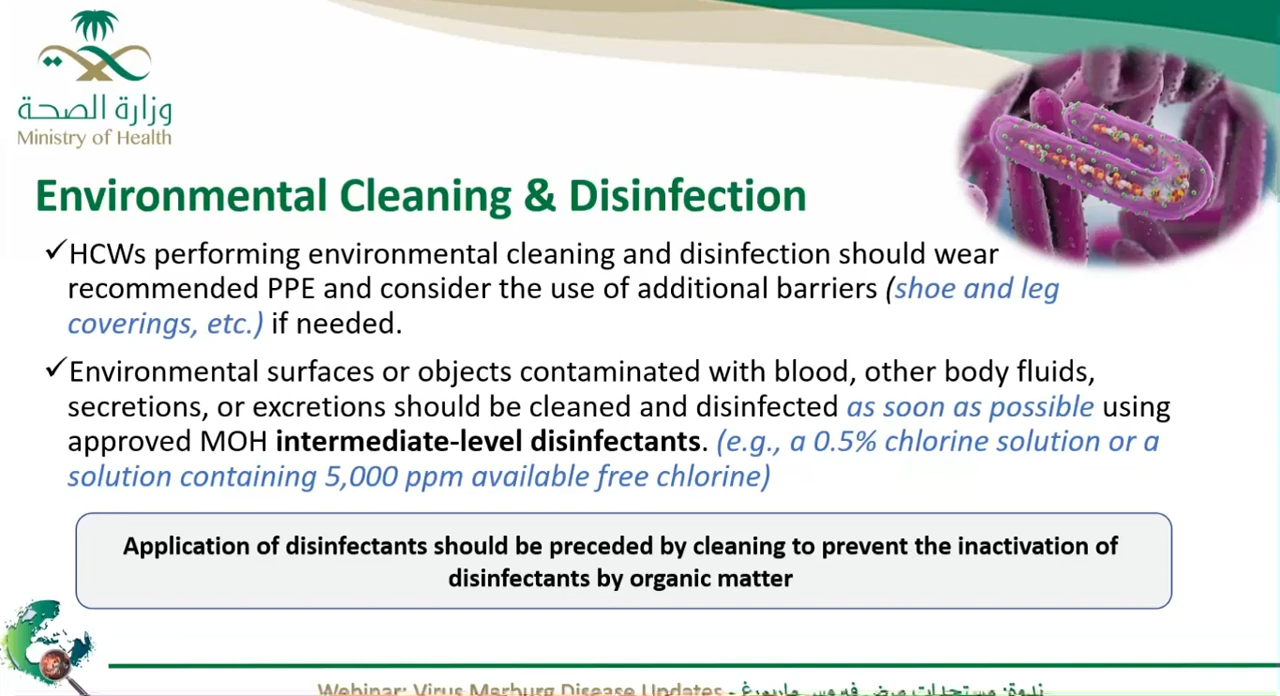 وزارة الصحة
Ministry of Health
Environmental Cleaning & Disinfection
✓HCWs performing environmental cleaning and disinfection should wear
recommended PPE and consider the use of additional barriers (shoe and leg
coverings, etc.) if needed.
✓Environmental surfaces or objects contaminated with blood, other body fluids,
secretions, or excretions should be cleaned and disinfected as soon as possible using
approved MOH intermediate-level disinfectants. (e.g., a 0.5% chlorine solution or a
solution containing 5,000 ppm available free chlorine)
Application of disinfectants should be preceded by cleaning to prevent the inactivation of
disinfectants by organic matter
Webinar: Virus Marburg Disease Updates - ندوة: مستجدات مرض فيروس ماربورغ